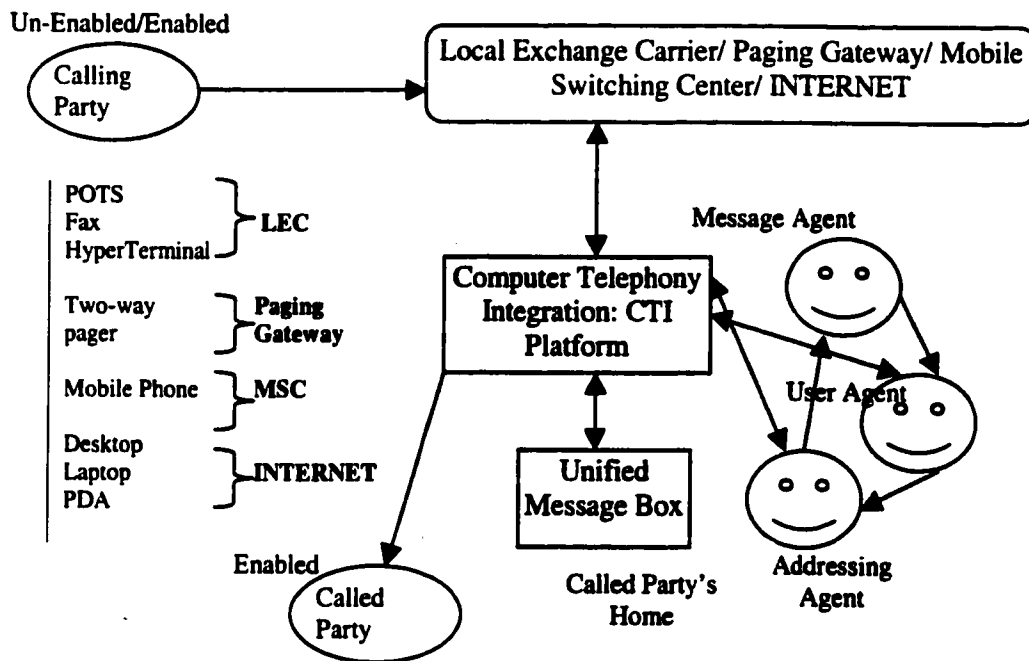 Un-Enabled/Enabled
Calling
Party
Local Exchange Carrier/ Paging Gateway/ Mobile
Switching Center/ INTERNET
POTS
Fax
HyperTerminal
LEC
Two-way
pager
Paging
Gateway
Mobile Phone
MSC
Desktop
Laptop
PDA
INTERNET
Computer Telephony
Integration: CTI
Platform
Message Agent
User Agent
Unified
Message Box
Addressing
Agent
Enabled
Called
Party
Called Party's
Home